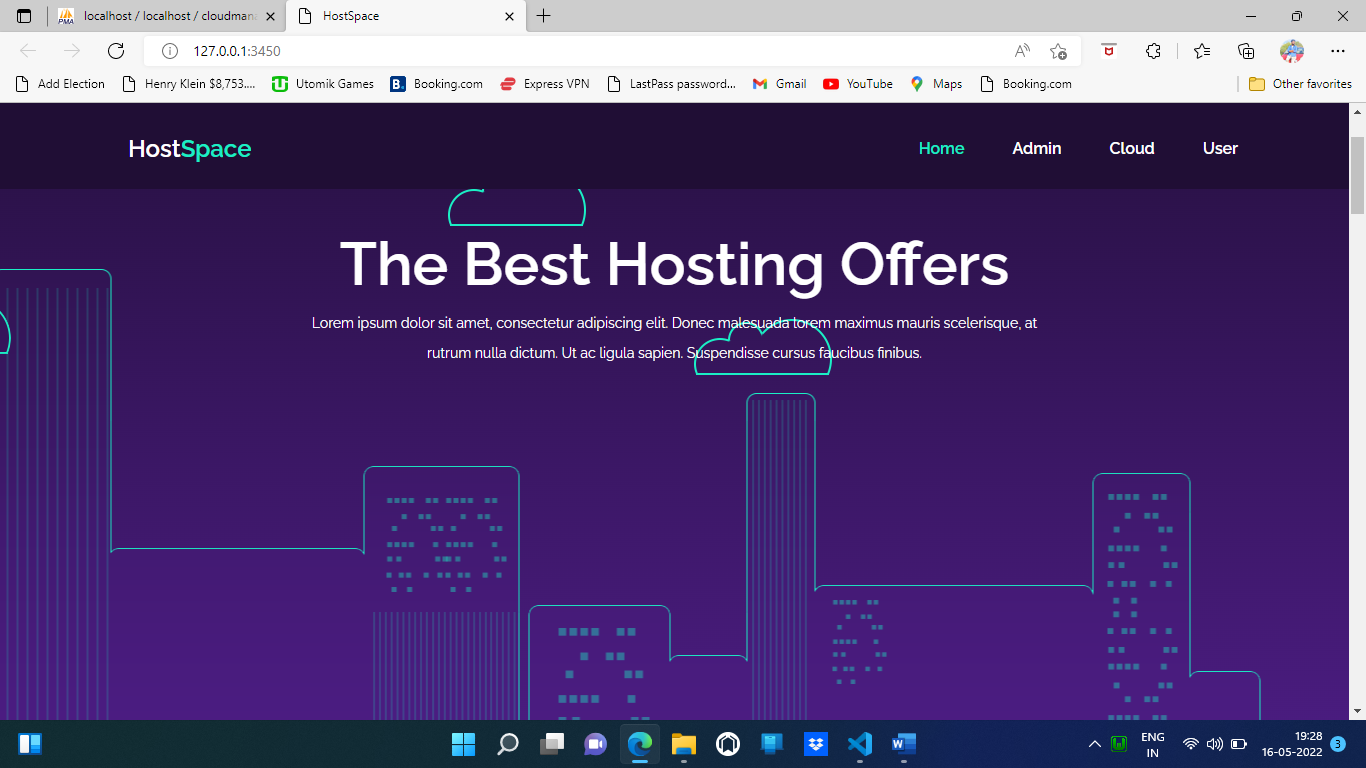 localhost / localhost / cloudmana
HostSpace
127.0.0.1:3450
Add Election
Henry Klein $8,753....
Utomik Games
Booking.com
Express VPN
LastPass password...
Gmail
YouTube
Maps
Booking.com
Other favorites
HostSpace
Home
Admin
Cloud
User
The Best Hosting Offers
Lorem ipsum dolor sit amet, consectetur adipiscing elit. Donec malesuada lorem maximus mauris scelerisque, at
rutrum nulla dictum. Ut ac ligula sapien. Suspendisse cursus faucibus finibus.
ENG
IN
19:28
16-05-2022
3